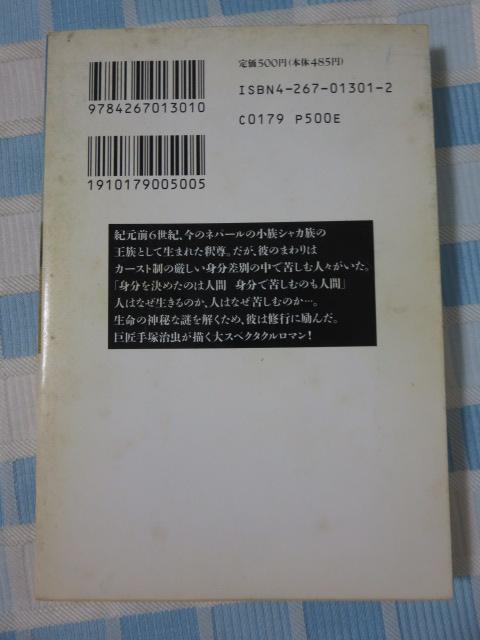 定価500円(本体485円)
ISBN4-267-01301-2
C0179 P500E
9784267013010
1910179005005
紀元前6世紀、今のネパールの小族シャカ族の
王族として生まれた釈尊。だが、彼のまわりは
カースト制の厳しい身分差別の中で苦しむ人々がいた。
「身分を決めたのは人間 身分で苦しむのも人間」
人はなぜ生きるのか、人はなぜ苦しむのか…。
生命の神秘な謎を解くため、彼は修行に励んだ。
巨匠手塚治虫が描く大スペクタクルロマン!